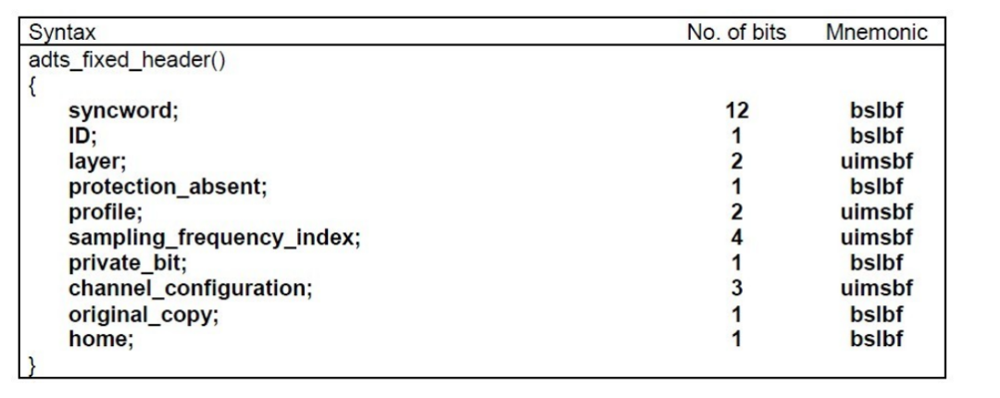 Syntax No. of bits Mnemonic
adts_fixed_header()
{
syncword; 12 bslbf
ID; 1 bslbf
layer; 2 uimsbf
protection_absent; 1 bslbf
profile; 2 uimsbf
sampling_frequency_index; 4 uimsbf
private_bit; 1 bslbf
channel_configuration; 3 uimsbf
original_copy; 1 bslbf
home; 1 bslbf
}